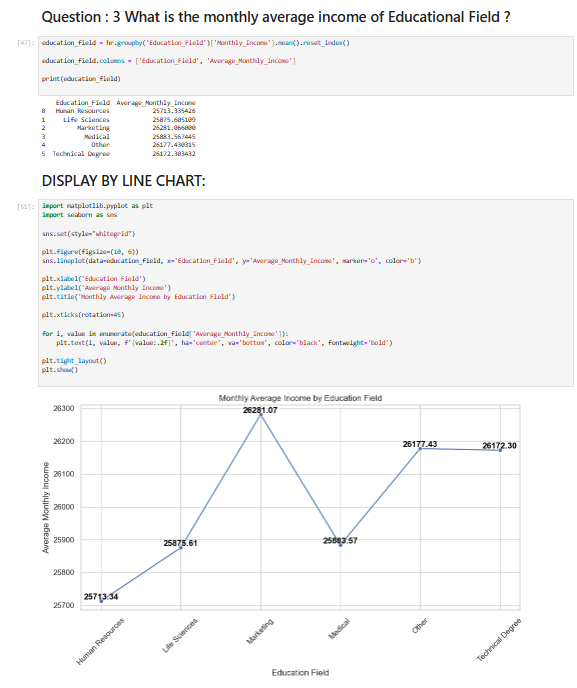 Question : 3 What is the monthly average income of Educational Field ?
[47]: education_field = hr.groupby('Education_Field')['Monthly_Income'].mean().reset_index()
education_field.columns = ['Education_Field', 'Average_Monthly_Income']
print(education_field)
Education_Field Average_Monthly_Income
0 Human Resources 25713.335426
1 Life Sciences 25875.605109
2 Marketing 26281.066000
3 Medical 25883.567445
4 Other 26177.430315
5 Technical Degree 26172.303432
DISPLAY BY LINE CHART:
[51]: import matplotlib.pyplot as plt
import seaborn as sns
sns.set(style="whitegrid")
plt.figure(figsize=(10, 6))
sns.lineplot(data=education_field, x='Education_Field', y='Average_Monthly_Income', marker='o', color='b')
plt.xlabel('Education Field')
plt.ylabel('Average Monthly Income')
plt.title('Monthly Average Income by Education Field')
plt.xticks(rotation=45)
for i, value in enumerate(education_field['Average_Monthly_Income']):
plt.text(i, value, f'{value:.2f}', ha='center', va='bottom', color='black', fontweight='bold')
plt.tight_layout()
plt.show()
Monthly Average Income by Education Field
26300
26200
26100
26000
25900
25800
25700
Average Monthly Income
25713.34
25875.61
26281.07
25883.57
26177.43
26172.30
Human Resources
Life Sciences
Marketing
Medical
Other
Technical Degree
Education Field